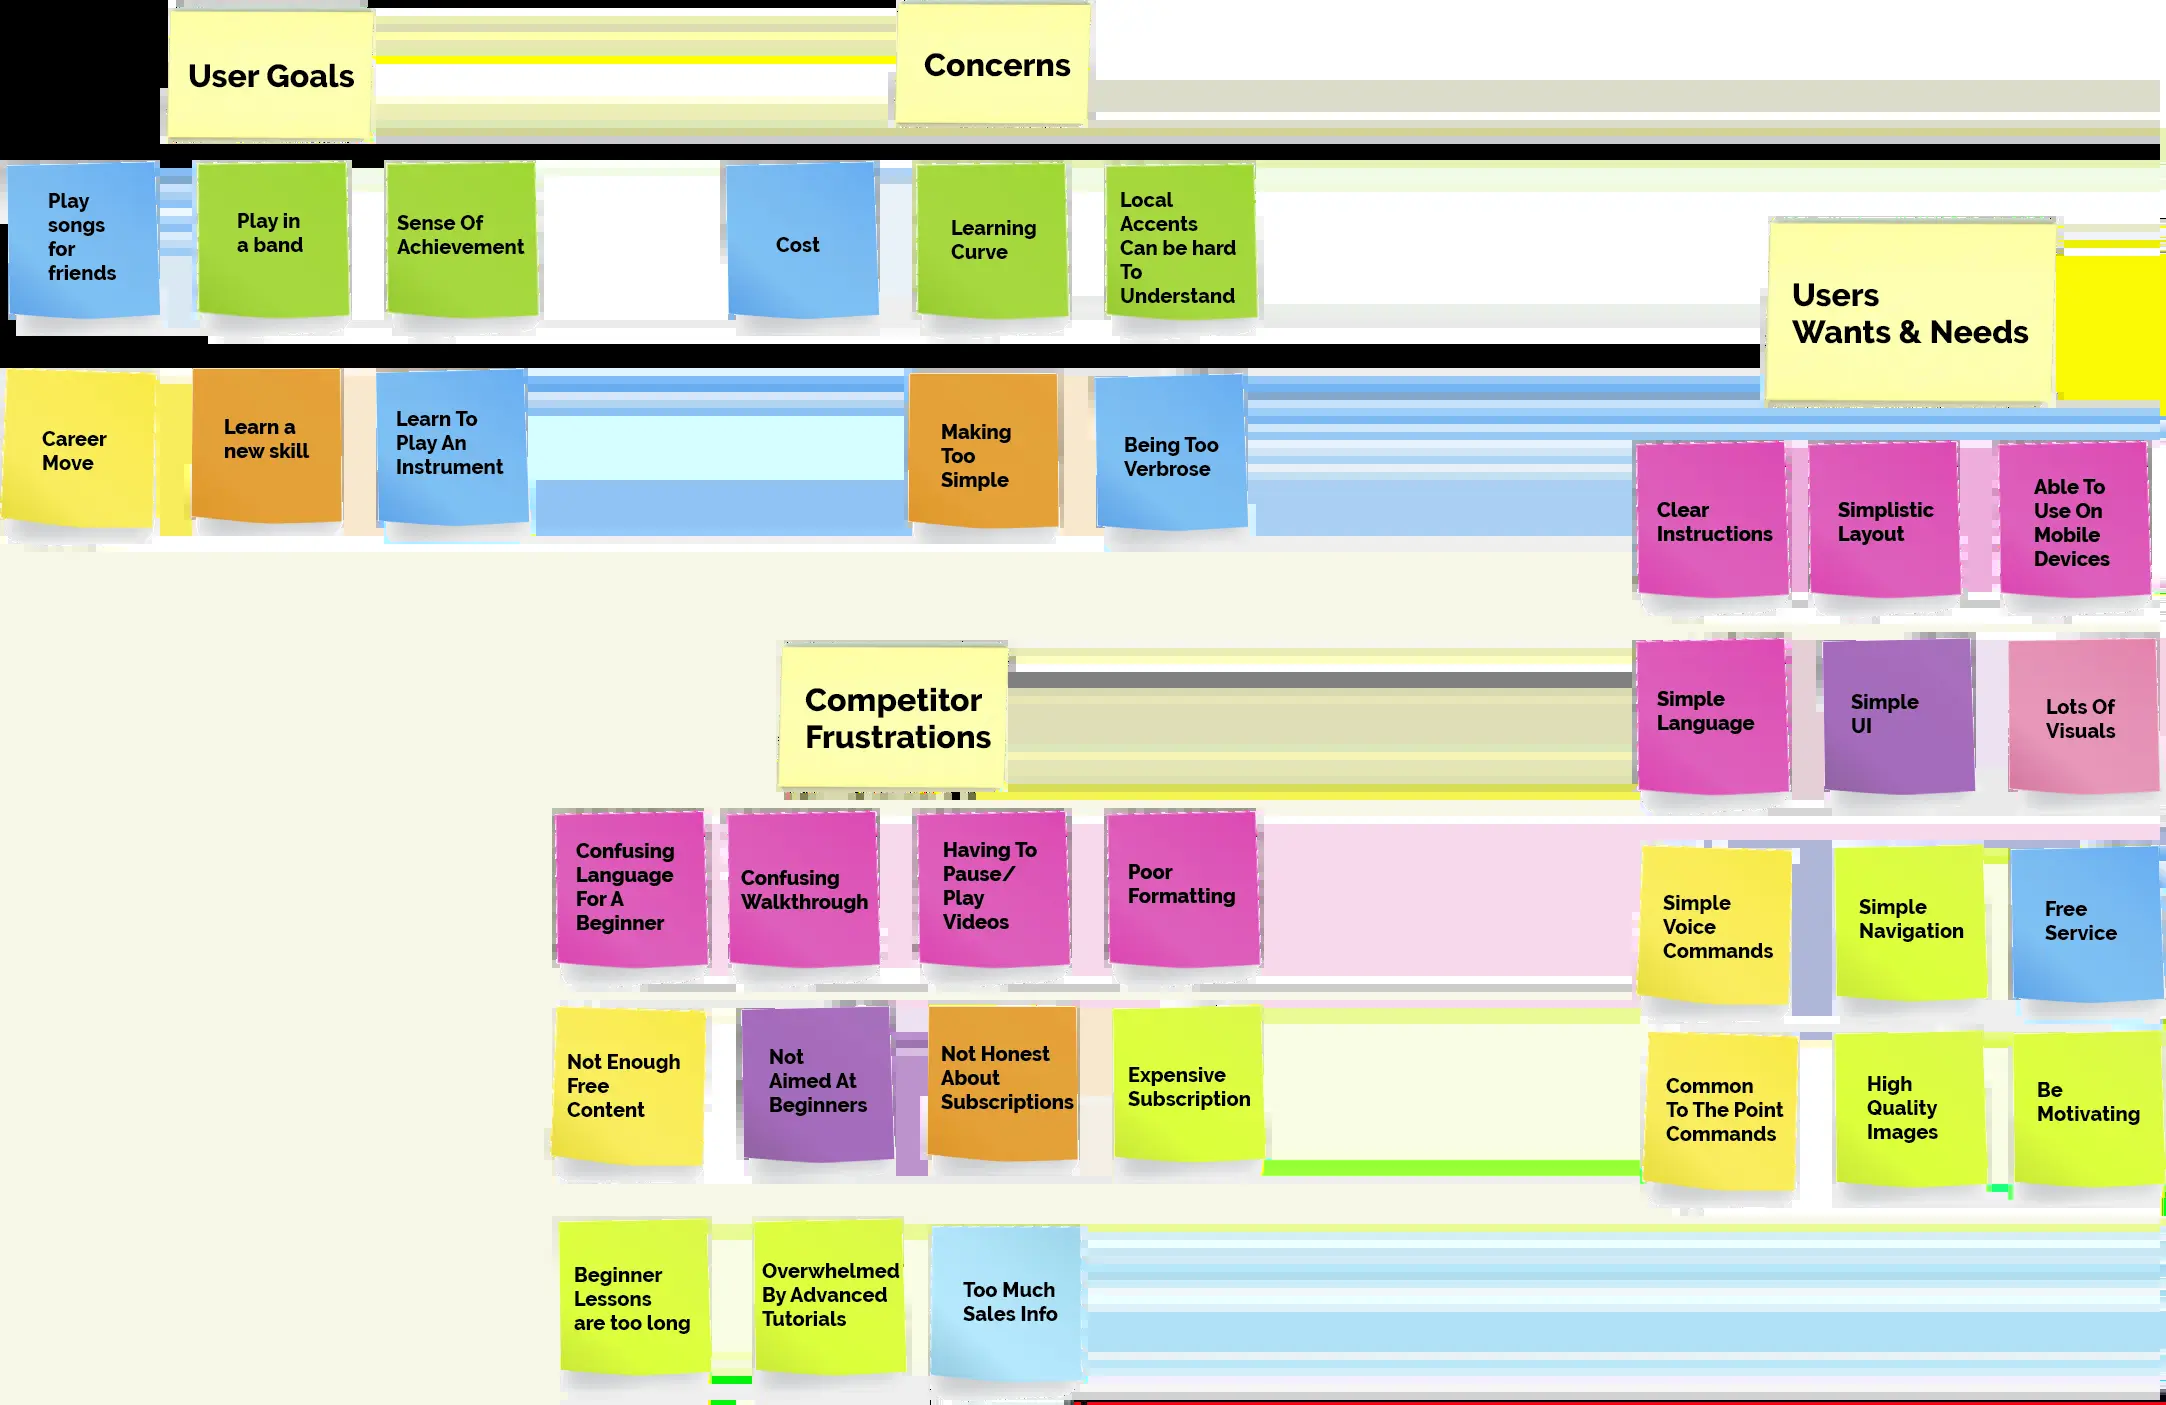 User Goals
Play
songs
for
friends
Play in
a band
Sense Of
Achievement
Career
Move
Learn a
new skill
Learn To
Play An
Instrument
Concerns
Cost
Learning
Curve
Local
Accents
Can be hard
To
Understand
Making
Too
Simple
Being Too
Verbrose
Users
Wants & Needs
Clear
Instructions
Simplistic
Layout
Able To
Use On
Mobile
Devices
Simple
Language
Simple
UI
Lots Of
Visuals
Simple
Voice
Commands
Simple
Navigation
Free
Service
Common
To The Point
Commands
High
Quality
Images
Be
Motivating
Competitor
Frustrations
Confusing
Language
For A
Beginner
Confusing
Walkthrough
Having To
Pause/
Play
Videos
Poor
Formatting
Not Enough
Free
Content
Not
Aimed At
Beginners
Not Honest
About
Subscriptions
Expensive
Subscription
Beginner
Lessons
are too long
Overwhelmed
By Advanced
Tutorials
Too Much
Sales Info